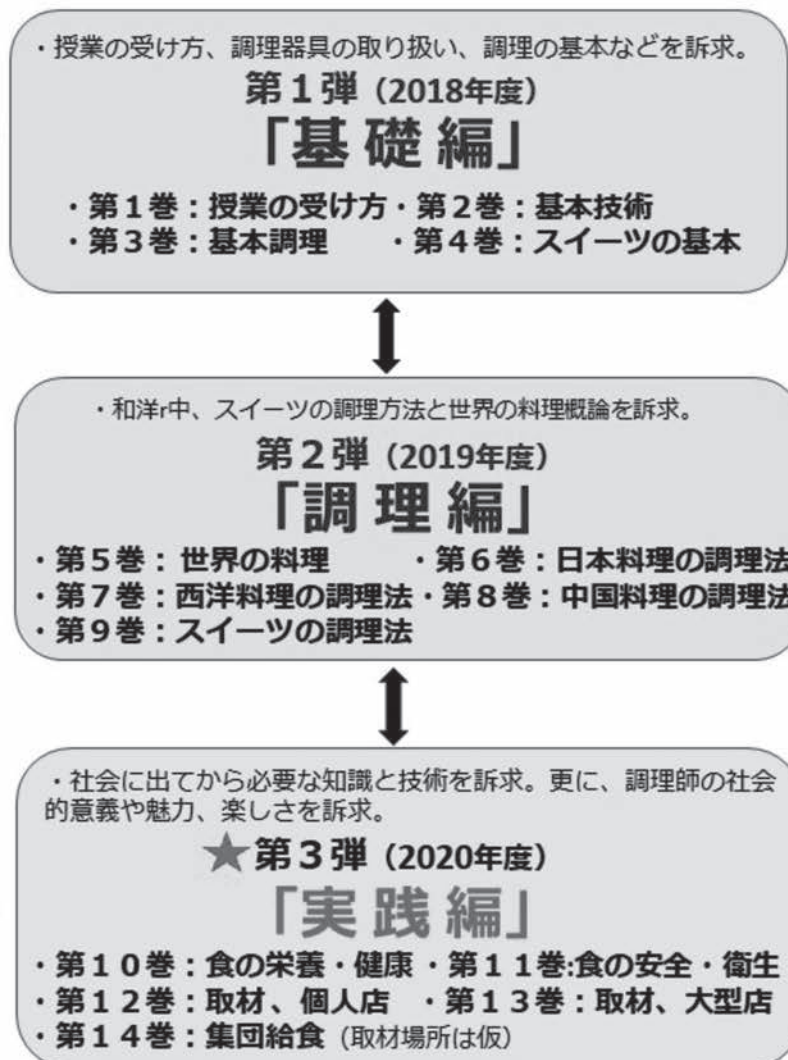 ・授業の受け方、調理器具の取り扱い、調理の基本などを訴求。
第１弾（2018年度）
「基礎編」
・第１巻：授業の受け方・第２巻：基本技術
・第３巻：基本調理　・第４巻：スイーツの基本
・和洋r中、スイーツの調理方法と世界の料理概論を訴求。
第２弾（2019年度）
「調理編」
・第５巻：世界の料理　・第６巻：日本料理の調理法
・第７巻：西洋料理の調理法・第８巻：中国料理の調理法
・第９巻：スイーツの調理法
・社会に出てから必要な知識と技術を訴求。更に、調理師の社会
的意義や魅力、楽しさを訴求。
★第３弾（2020年度）
「実践編」
・第１０巻：食の栄養・健康・第１１巻:食の安全・衛生
・第１２巻：取材、個人店　・第１３巻：取材、大型店
・第１４巻：集団給食（取材場所は仮）